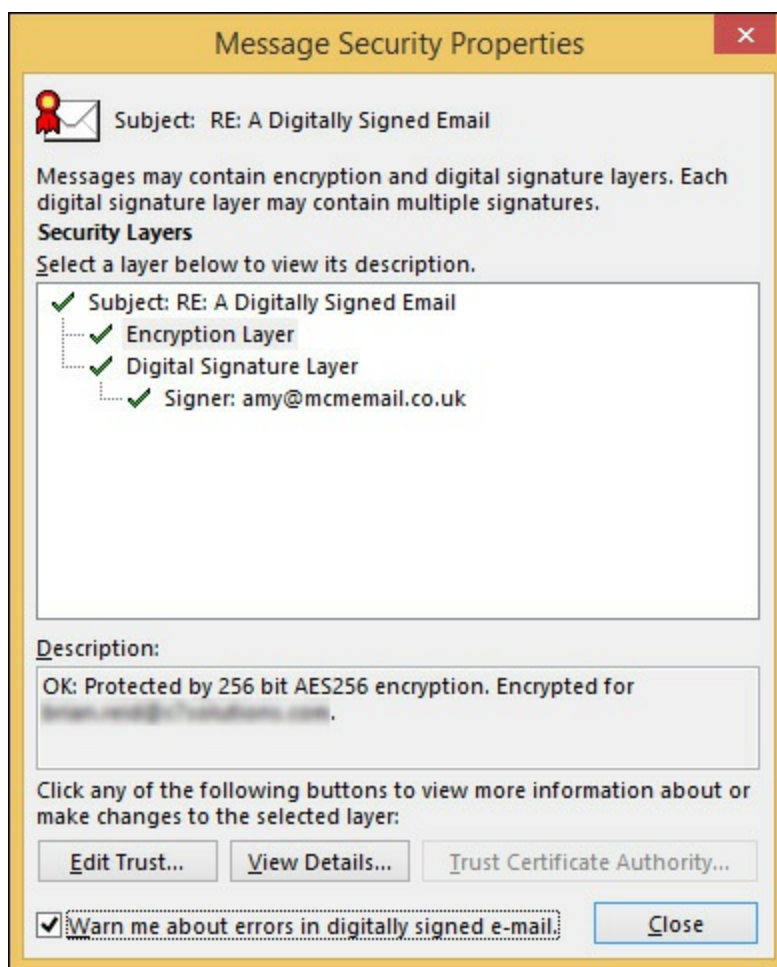 Message Security Properties
Subject: RE: A Digitally Signed Email
Messages may contain encryption and digital signature layers. Each
digital signature layer may contain multiple signatures.
Security Layers
Select a layer below to view its description.
Subject: RE: A Digitally Signed Email
Encryption Layer
Digital Signature Layer
Signer: amy@mcmemail.co.uk
Description:
OK: Protected by 256 bit AES256 encryption. Encrypted for
.
Click any of the following buttons to view more information about or
make changes to the selected layer:
Edit Trust... View Details... Trust Certificate Authority...
Warn me about errors in digitally signed e-mail. Close